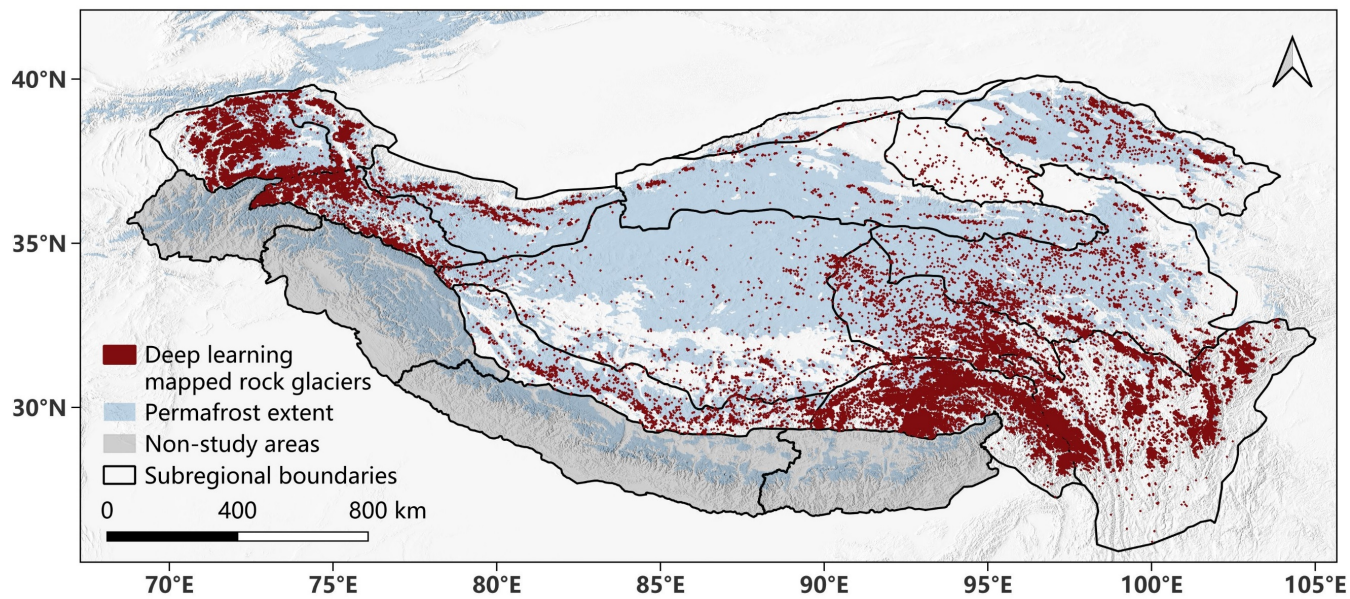 40°N
35°N
30°N
Deep learning
mapped rock glaciers
Permafrost extent
Non-study areas
Subregional boundaries
0 400 800 km
70°E 75°E 80°E 85°E 90°E 95°E 100°E 105°E